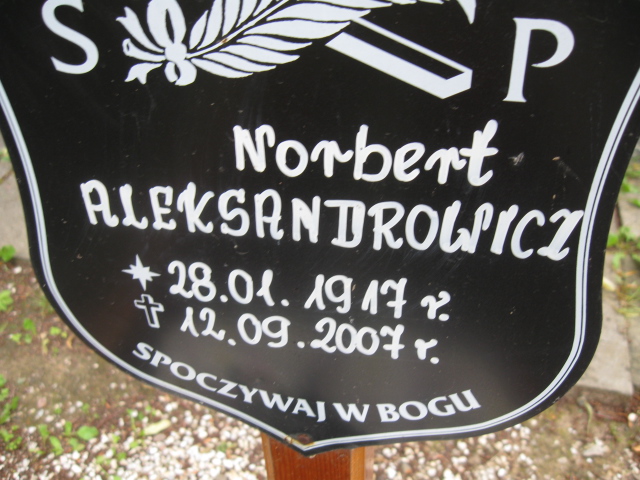 S P
Norbert
ALEKSANDROWICZ
28.01.1917 r.
12.09.2007 r.
SPOCZYWAJ W BOGU